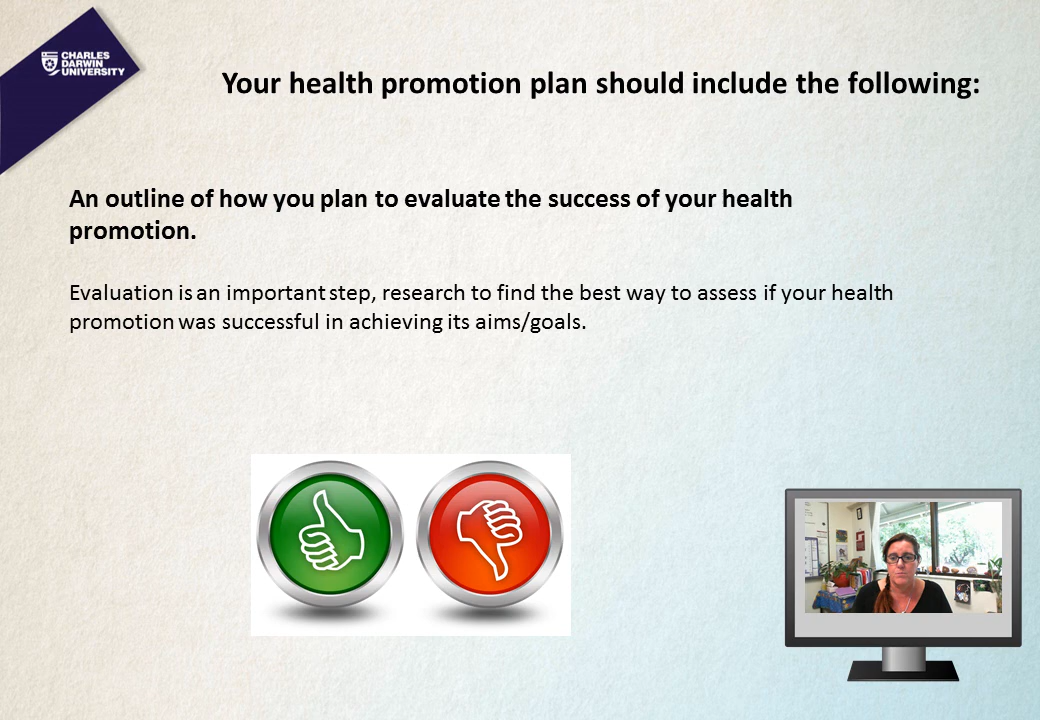 CHARLES
DARWIN
UNIVERSITY
Your health promotion plan should include the following:
An outline of how you plan to evaluate the success of your health
promotion.
Evaluation is an important step, research to find the best way to assess if your health
promotion was successful in achieving its aims/goals.